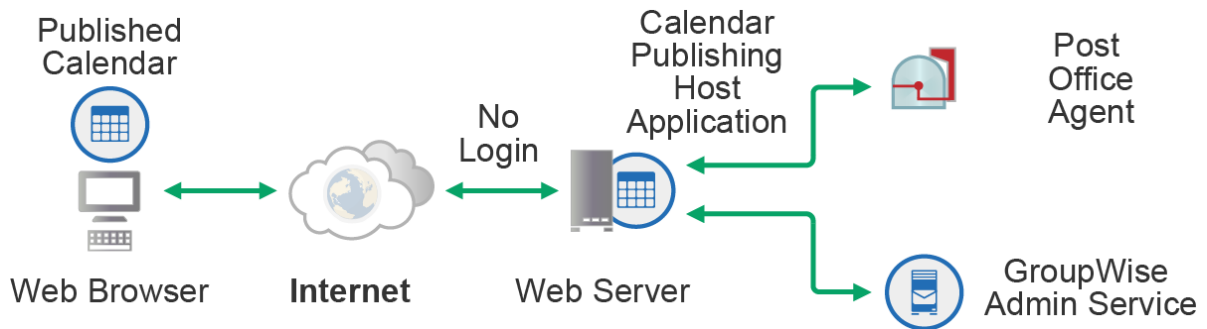 Published
Calendar
Web Browser
Internet
No
Login
Calendar
Publishing
Host
Application
Web Server
Post
Office
Agent
GroupWise
Admin Service